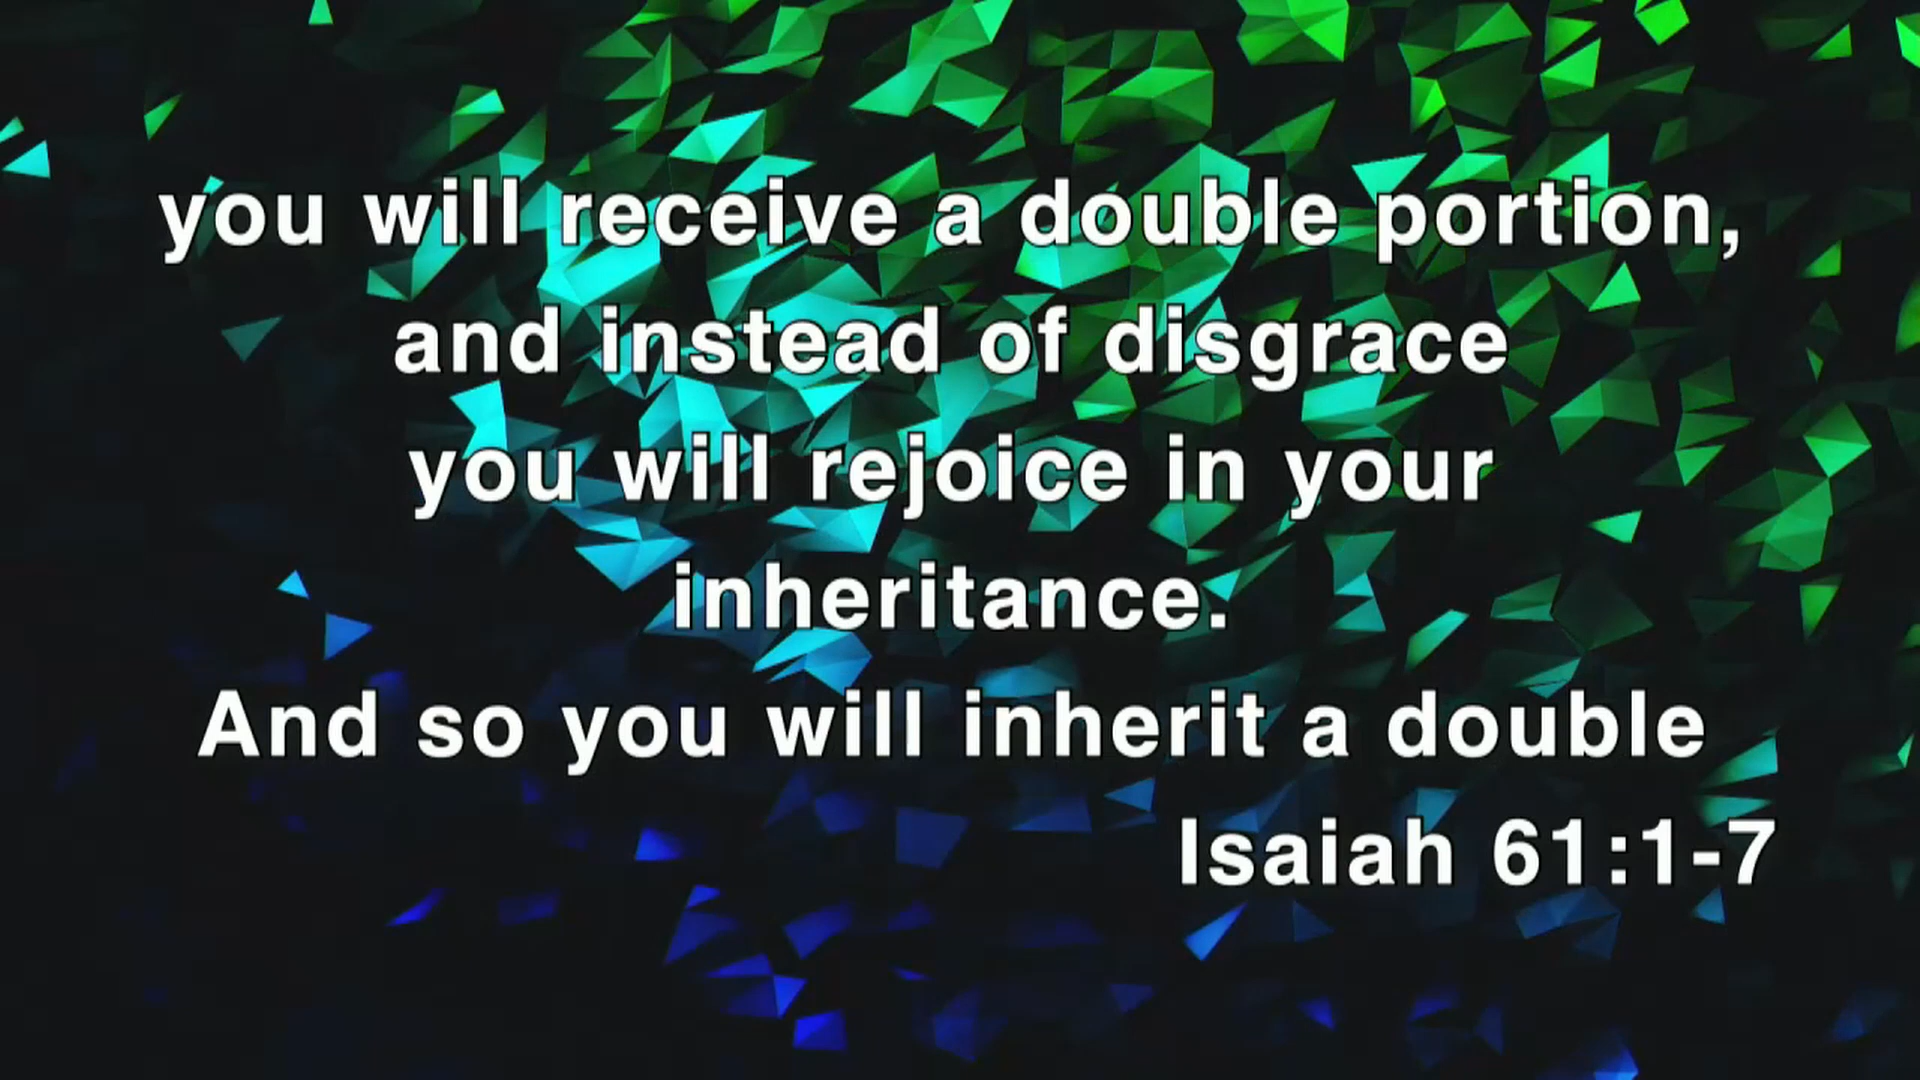 you will receive a double portion,
and instead of disgrace
you will rejoice in your
inheritance.
And so you will inherit a double
Isaiah 61:1-7